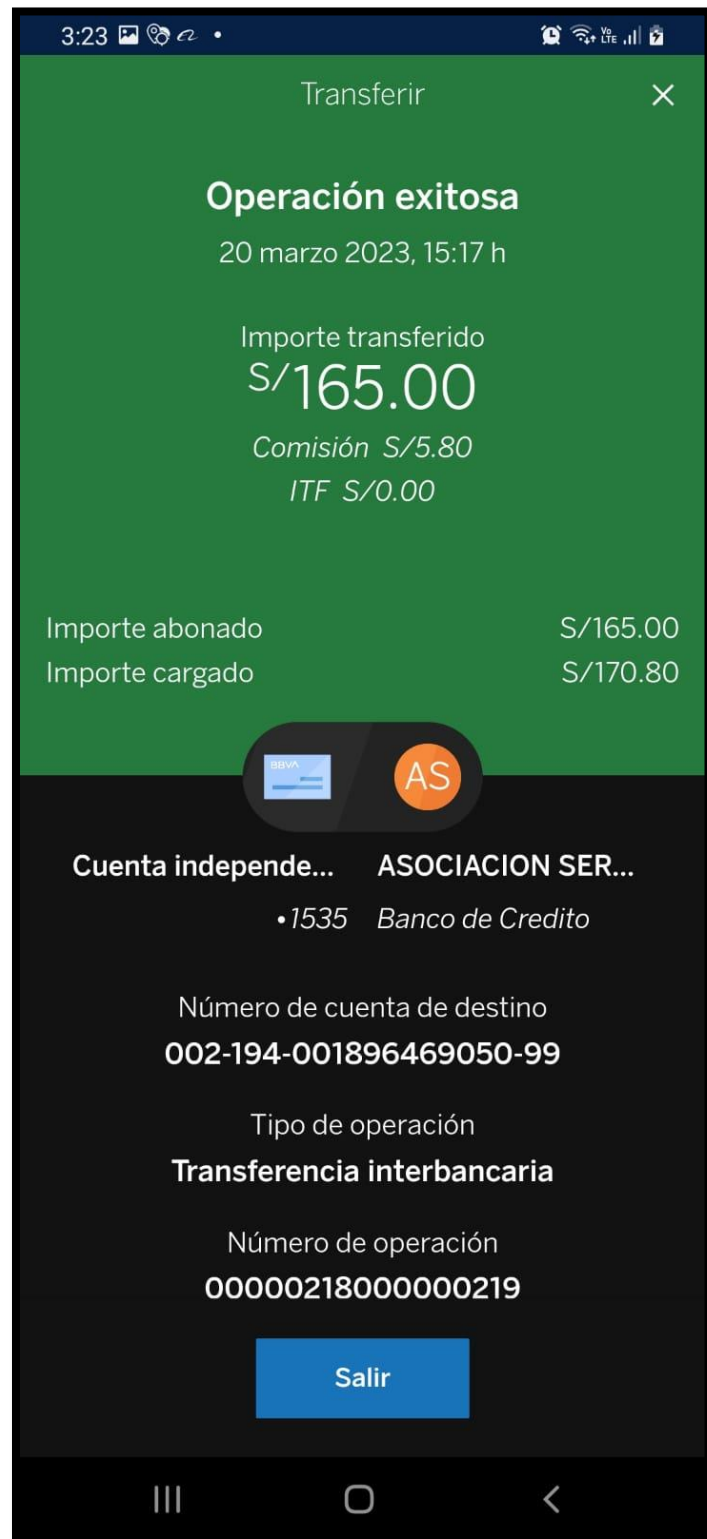 3:23
Transferir
Operación exitosa
20 marzo 2023, 15:17 h
Importe transferido
S/165.00
Comisión S/5.80
ITF S/0.00
Importe abonado S/165.00
Importe cargado S/170.80
BBVA AS
Cuenta independe... ASOCIACION SER...
•1535 Banco de Credito
Número de cuenta de destino
002-194-001896469050-99
Tipo de operación
Transferencia interbancaria
Número de operación
00000218000000219
Salir